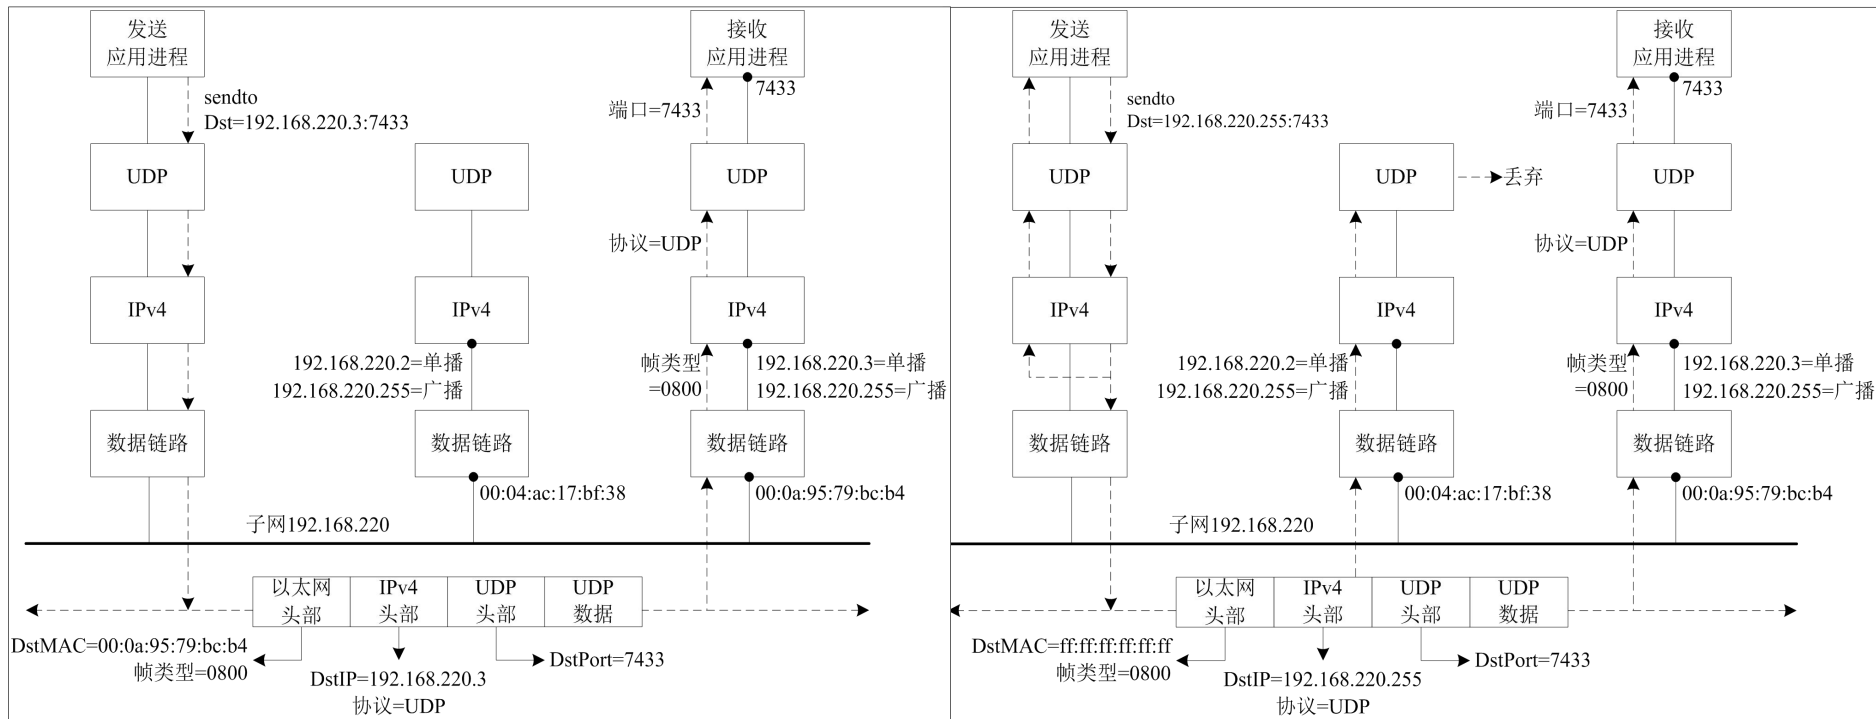 发送
应用进程
接收
应用进程
7433
sendto
Dst=192.168.220.3:7433
端口=7433
UDP
UDP
UDP
协议=UDP
IPv4
IPv4
IPv4
192.168.220.2=单播
192.168.220.255=广播
帧类型
=0800
192.168.220.3=单播
192.168.220.255=广播
数据链路
数据链路
数据链路
00:04:ac:17:bf:38
00:0a:95:79:bc:b4
子网192.168.220
以太网
头部
IPv4
头部
UDP
头部
UDP
数据
DstMAC=00:0a:95:79:bc:b4
帧类型=0800
DstIP=192.168.220.3
协议=UDP
DstPort=7433
发送
应用进程
接收
应用进程
7433
sendto
Dst=192.168.220.255:7433
端口=7433
UDP
UDP
丢弃
UDP
协议=UDP
IPv4
IPv4
IPv4
192.168.220.2=单播
192.168.220.255=广播
帧类型
=0800
192.168.220.3=单播
192.168.220.255=广播
数据链路
数据链路
数据链路
00:04:ac:17:bf:38
00:0a:95:79:bc:b4
子网192.168.220
以太网
头部
IPv4
头部
UDP
头部
UDP
数据
DstMAC=ff:ff:ff:ff:ff:ff
帧类型=0800
DstIP=192.168.220.255
协议=UDP
DstPort=7433